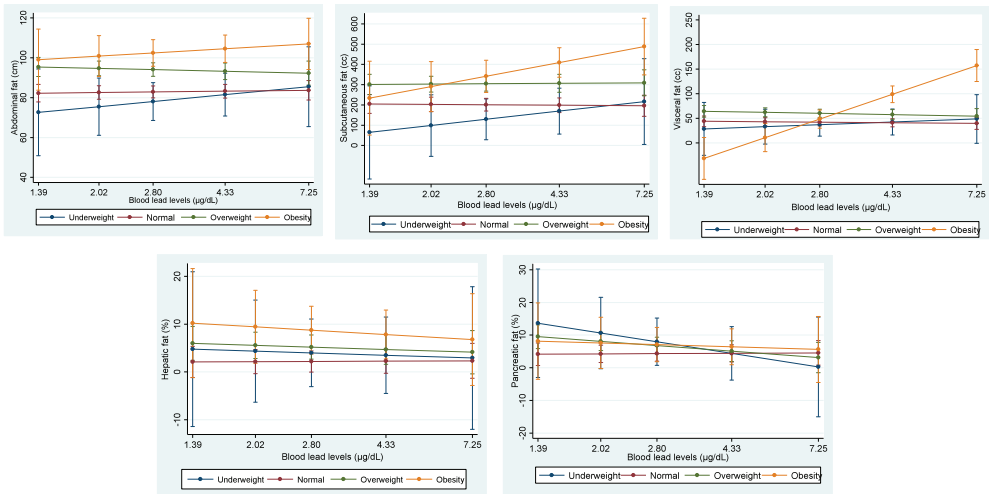 Abdominal fat (cm)
120
100
80
60
40
1.39 2.02 2.80 4.33 7.25
Blood lead levels (µg/dL)
Underweight Normal Overweight Obesity
Subcutaneous fat (cc)
600
500
400
300
200
100
0
1.39 2.02 2.80 4.33 7.25
Blood lead levels (µg/dL)
Underweight Normal Overweight Obesity
Visceral fat (cc)
250
200
150
100
50
0
1.39 2.02 2.80 4.33 7.25
Blood lead levels (µg/dL)
Underweight Normal Overweight Obesity
Hepatic fat (%)
20
10
0
-10
1.39 2.02 2.80 4.33 7.25
Blood lead levels (µg/dL)
Underweight Normal Overweight Obesity
Pancreatic fat (%)
30
20
10
0
-10
-20
1.39 2.02 2.80 4.33 7.25
Blood lead levels (µg/dL)
Underweight Normal Overweight Obesity